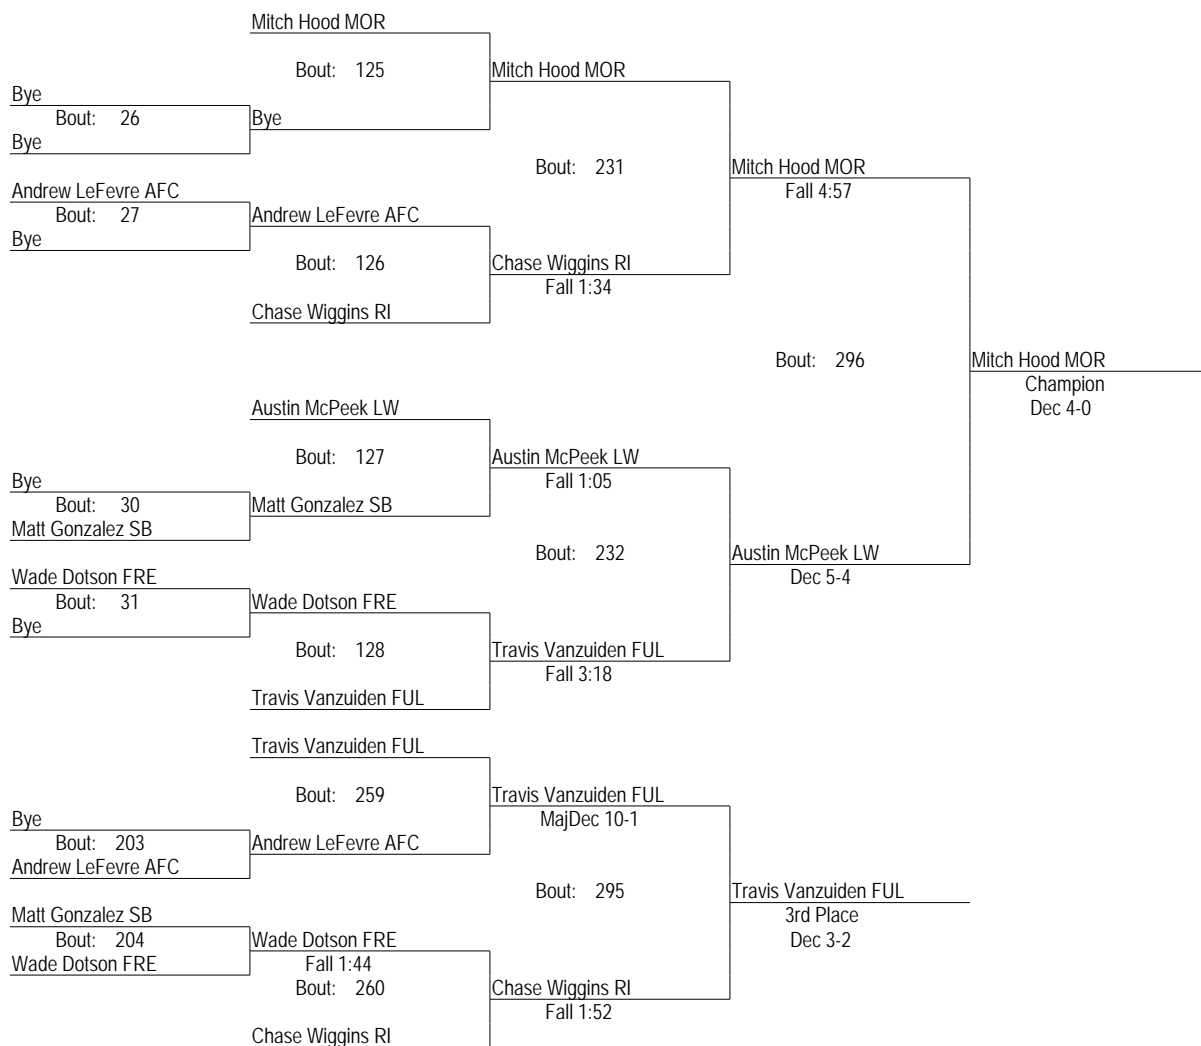 Mitch Hood MOR
Bout: 125
Mitch Hood MOR
Bye
Bout: 26
Bye
Bye
Bout: 231
Mitch Hood MOR
Fall 4:57
Andrew LeFevre AFC
Bout: 27
Andrew LeFevre AFC
Bye
Bout: 126
Chase Wiggins RI
Fall 1:34
Chase Wiggins RI
Bout: 296
Mitch Hood MOR
Champion
Dec 4-0
Austin McPeek LW
Bout: 127
Austin McPeek LW
Fall 1:05
Bye
Bout: 30
Matt Gonzalez SB
Matt Gonzalez SB
Bout: 232
Austin McPeek LW
Dec 5-4
Wade Dotson FRE
Bout: 31
Wade Dotson FRE
Bye
Bout: 128
Travis Vanzuiden FUL
Fall 3:18
Travis Vanzuiden FUL
Travis Vanzuiden FUL
Bout: 259
Travis Vanzuiden FUL
MajDec 10-1
Bye
Bout: 203
Andrew LeFevre AFC
Andrew LeFevre AFC
Bout: 295
Travis Vanzuiden FUL
3rd Place
Dec 3-2
Matt Gonzalez SB
Bout: 204
Wade Dotson FRE
Wade Dotson FRE
Fall 1:44
Bout: 260
Chase Wiggins RI
Fall 1:52
Chase Wiggins RI